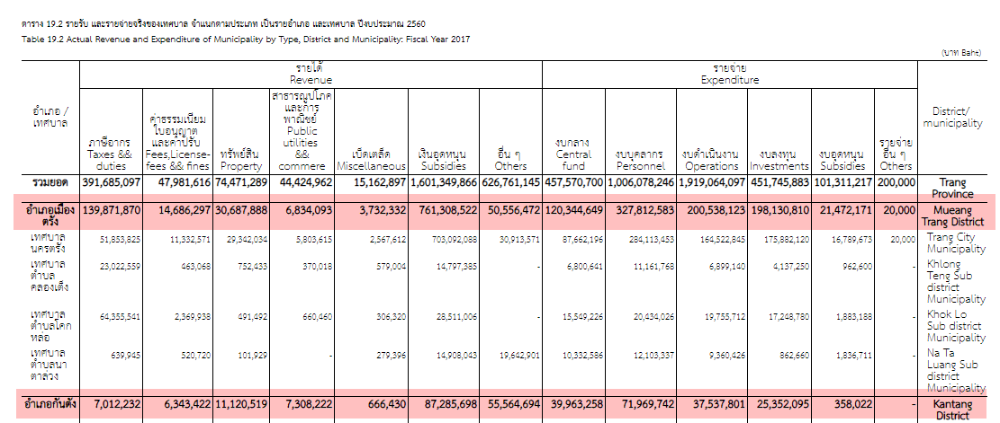 ตาราง 19.2 รายรับ และรายจ่ายจริงของเทศบาล จำแนกตามประเภท เป็นรายอำเภอ และเทศบาล ปีงบประมาณ 2560
Table 19.2 Actual Revenue and Expenditure of Municipality by Type, District and Municipality: Fiscal Year 2017
(บาท Baht)
อำเภอ /
เทศบาล
รายได้
Revenue
รายจ่าย
Expenditure
District/
municipality
ภาษีอากร
Taxes &&
duties
ค่าธรรมเนียม
ใบอนุญาต
และค่าปรับ
Fees,License-
fees && fines
ทรัพย์สิน
Property
สาธารณูปโภค
และการ
พาณิชย์
Public
utilities
&&
commere
เบ็ดเตล็ด
Miscellaneous
เงินอุดหนุน
Subsidies
อื่น ๆ
Others
งบกลาง
Central
fund
งบบุคลากร
Personnel
งบดำเนินงาน
Operations
งบลงทุน
Investments
งบอุดหนุน
Subsidies
รายจ่าย
อื่น ๆ
Others
รวมยอด 391,685,097 47,981,616 74,471,289 44,424,962 15,162,897 1,601,349,866 626,761,145 457,570,700 1,006,078,246 1,919,064,097 451,745,883 101,311,217 200,000 Trang
Province
อำเภอเมือง 139,871,870 14,686,297 30,687,888 6,834,093 3,732,332 761,308,522 50,556,472 120,344,649 327,812,583 200,538,123 198,130,810 21,472,171 20,000 Mueang
ตรัง Trang District
เทศบาล 51,853,825 11,332,571 29,342,034 5,803,615 2,567,612 703,092,088 30,913,571 87,662,196 284,113,453 164,522,845 175,882,120 16,789,673 20,000 Trang City
นครตรัง Municipality
เทศบาล 23,022,559 463,068 752,433 370,018 579,004 14,797,385 - 6,800,641 11,161,768 6,899,140 4,137,250 962,600 - Khlong
ตำบล Teng Sub
คลองเต็ง district
Municipality
เทศบาล 64,355,541 2,369,938 491,492 660,460 306,320 28,511,006 - 15,549,226 20,434,026 19,755,712 17,248,780 1,883,188 - Khok Lo
ตำบลโคก Sub district
หล่อ Municipality
เทศบาล 639,945 520,720 101,929 - 279,396 14,908,043 19,642,901 10,332,586 12,103,337 9,360,426 862,660 1,836,711 - Na Ta
ตำบลนา Luang Sub
ตาล่วง district
Municipality
อำเภอกันตัง 7,012,232 6,343,422 11,120,519 7,308,222 666,430 87,285,698 55,564,694 39,963,258 71,969,742 37,537,801 25,352,095 358,022 - Kantang
District